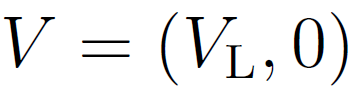 V = (V_L, 0)